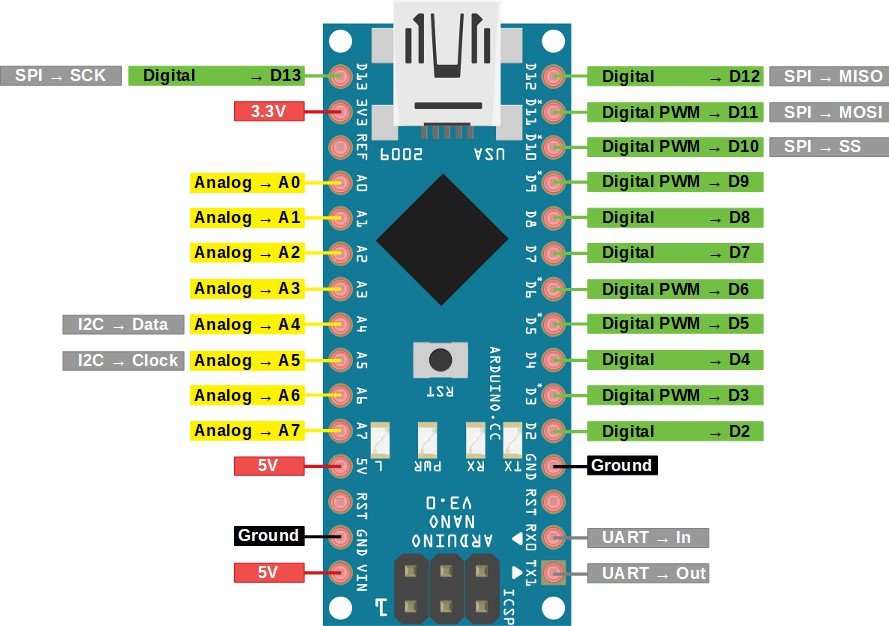 SPI → SCK Digital → D13 D13 D12 Digital → D12 SPI → MISO
3.3V 3V3 D11* Digital PWM → D11 SPI → MOSI
REF D10* Digital PWM → D10 SPI → SS
2009 USA
Analog → A0 A0 D9* Digital PWM → D9
Analog → A1 A1 D8 Digital → D8
Analog → A2 A2 D7 Digital → D7
Analog → A3 A3 D6* Digital PWM → D6
I2C → Data Analog → A4 A4 D5* Digital PWM → D5
I2C → Clock Analog → A5 A5 D4 Digital → D4
RST
ARDUINO.CC
Analog → A6 A6 D3* Digital PWM → D3
Analog → A7 A7 D2 Digital → D2
5V 5V L PWR RX TX GND Ground
RST RST
ARDUINO
NANO
V3.0
Ground GND RX0 UART → In
5V VIN TX1 UART → Out
1 ICSP